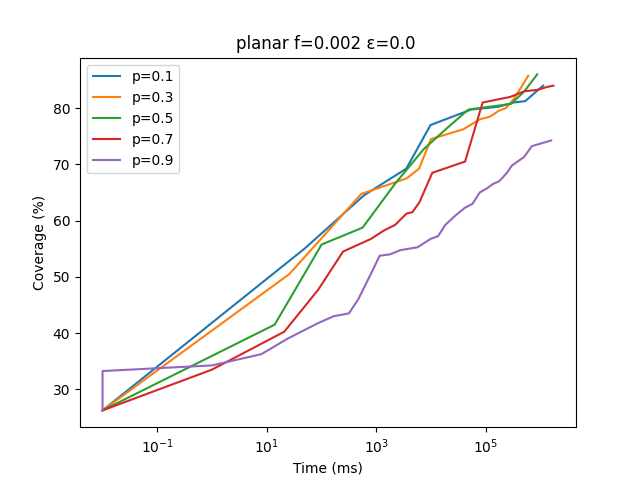 planar f=0.002 ε=0.0
p=0.1
p=0.3
p=0.5
p=0.7
p=0.9
Coverage (%)
80
70
60
50
40
30
10⁻¹ 10¹ 10³ 10⁵
Time (ms)